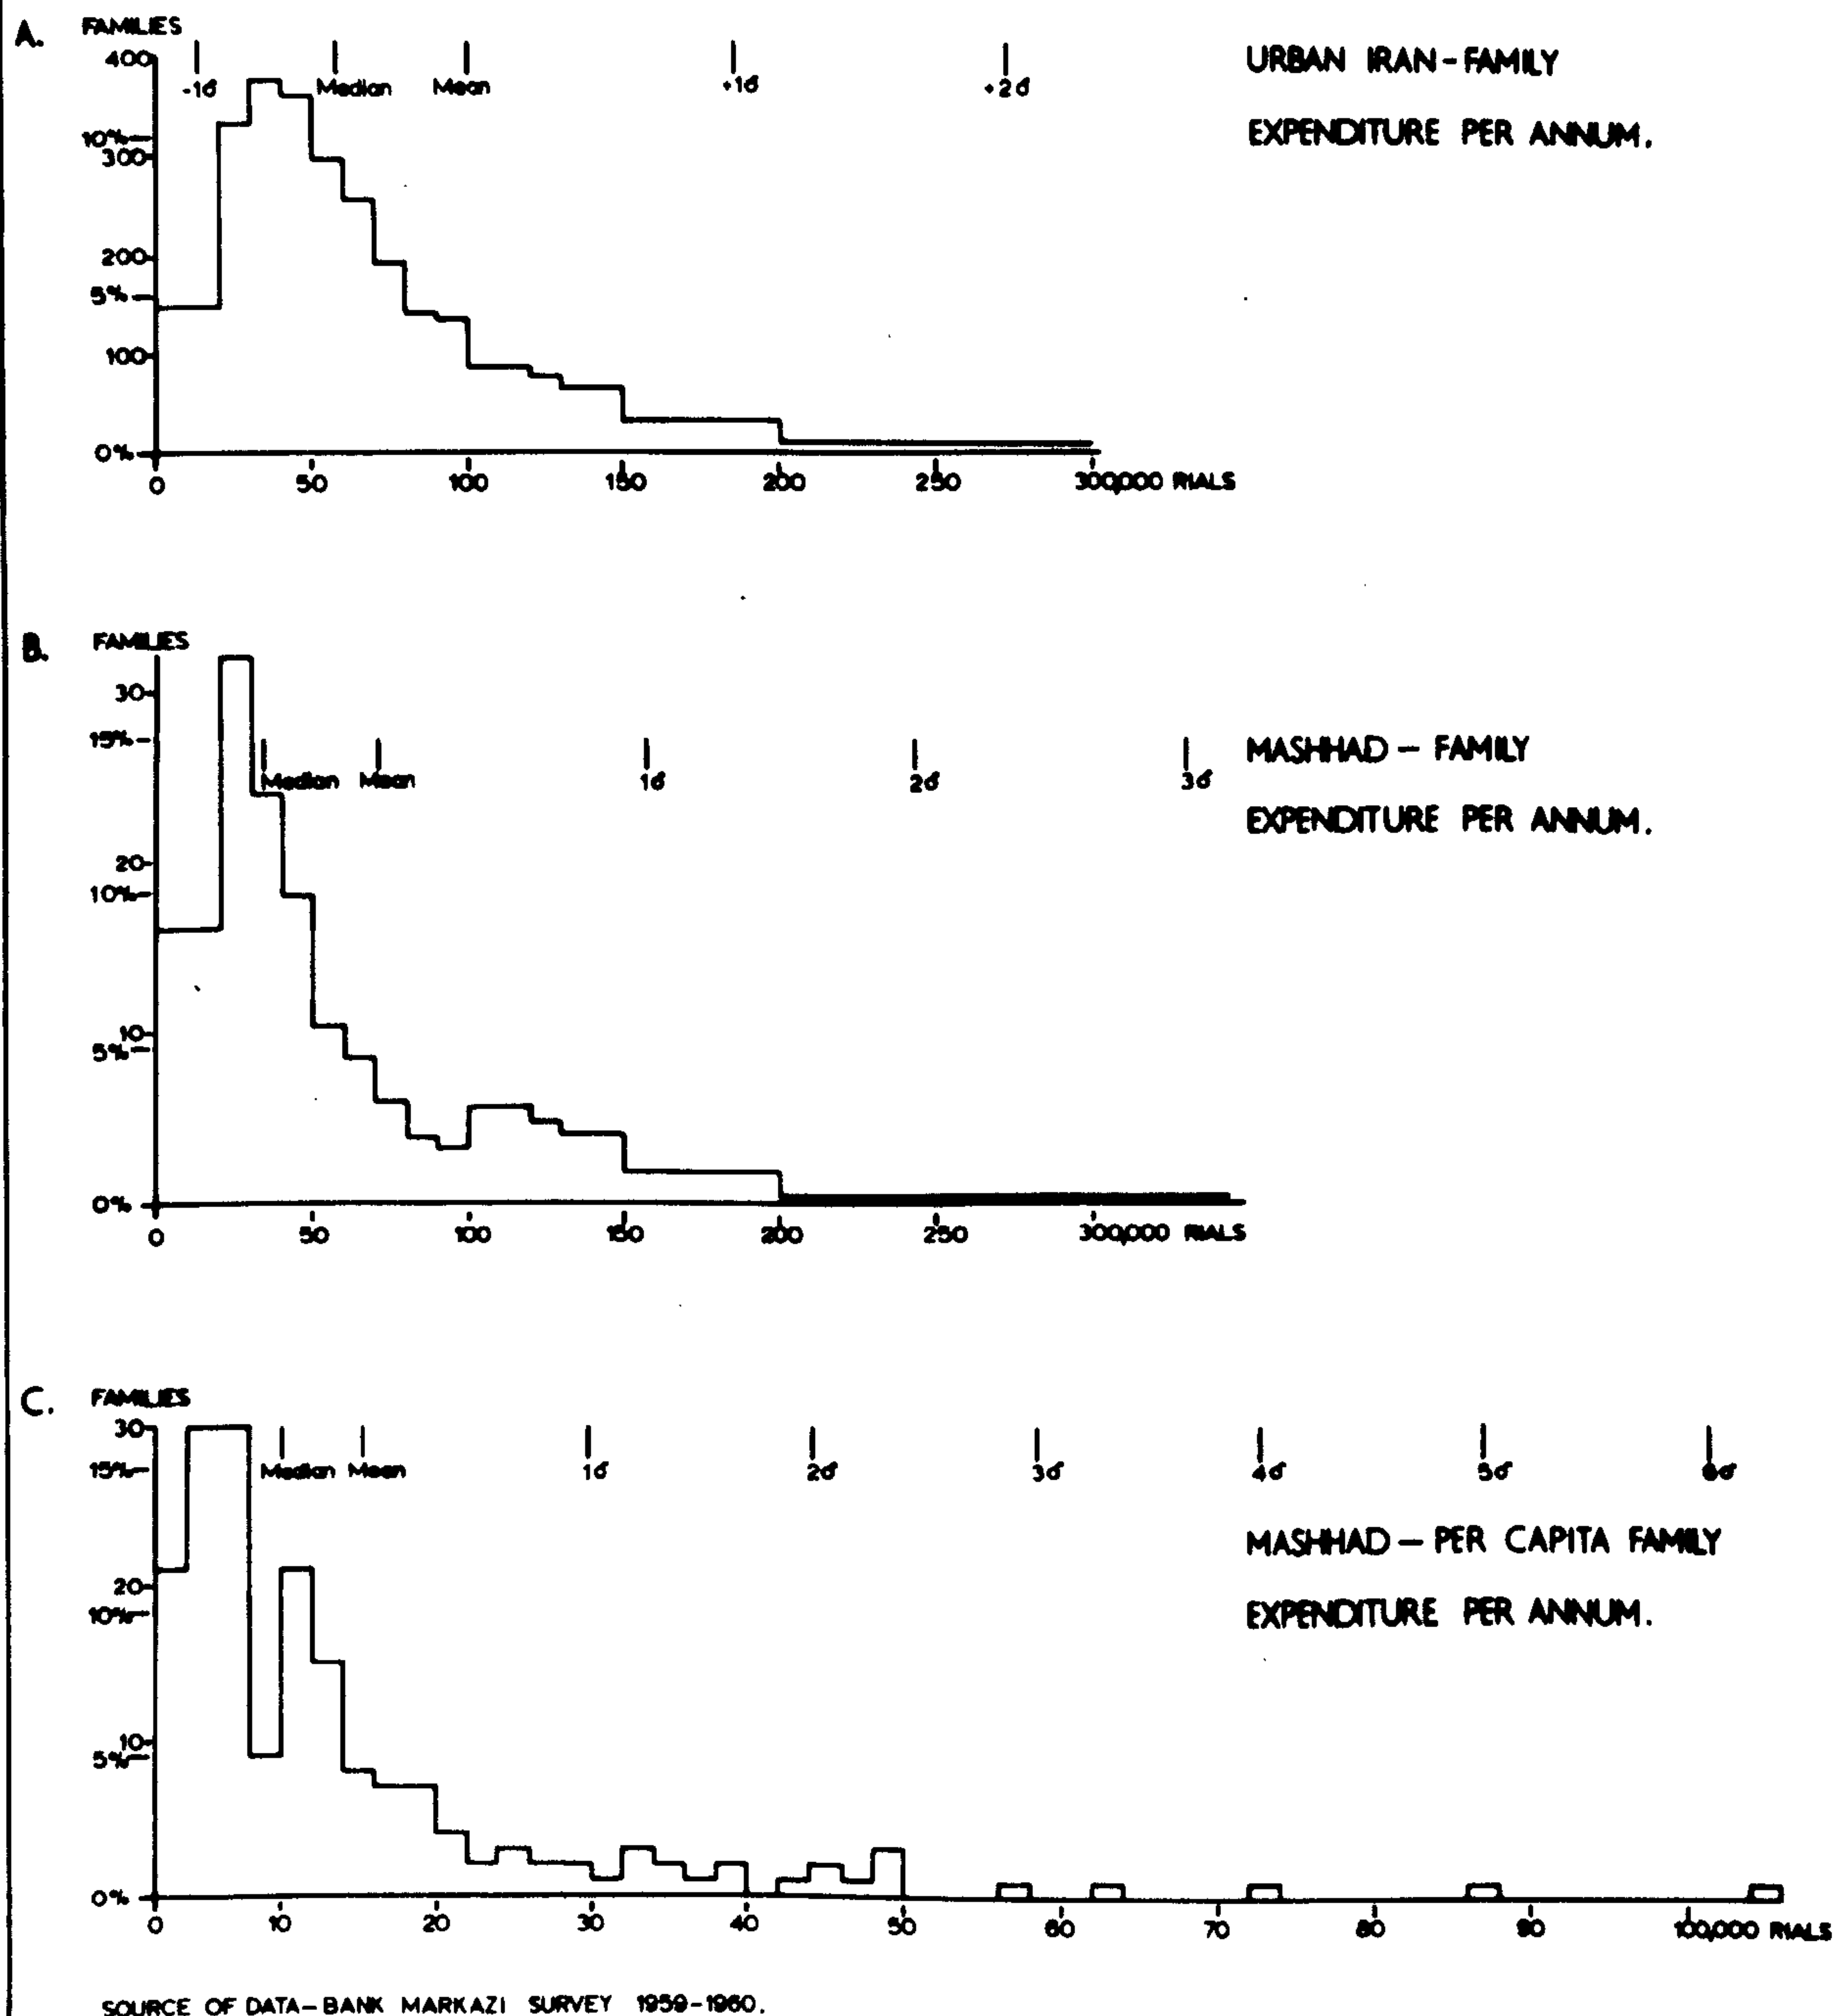 A. FAMILIES
400
10%
300
200
5%
100
0%
-1σ Median Mean +1σ +2σ
0 50 100 150 200 250 300,000 RIALS
URBAN IRAN - FAMILY
EXPENDITURE PER ANNUM.
B. FAMILIES
30
15%
20
10%
10
5%
0%
Median Mean 1σ 2σ 3σ
0 50 100 150 200 250 300,000 RIALS
MASHHAD - FAMILY
EXPENDITURE PER ANNUM.
C. FAMILIES
30
15%
20
10%
10
5%
0%
Median Mean 1σ 2σ 3σ 4σ 5σ 6σ
0 10 20 30 40 50 60 70 80 90 100,000 RIALS
MASHHAD - PER CAPITA FAMILY
EXPENDITURE PER ANNUM.
SOURCE OF DATA - BANK MARKAZI SURVEY 1959-1960.